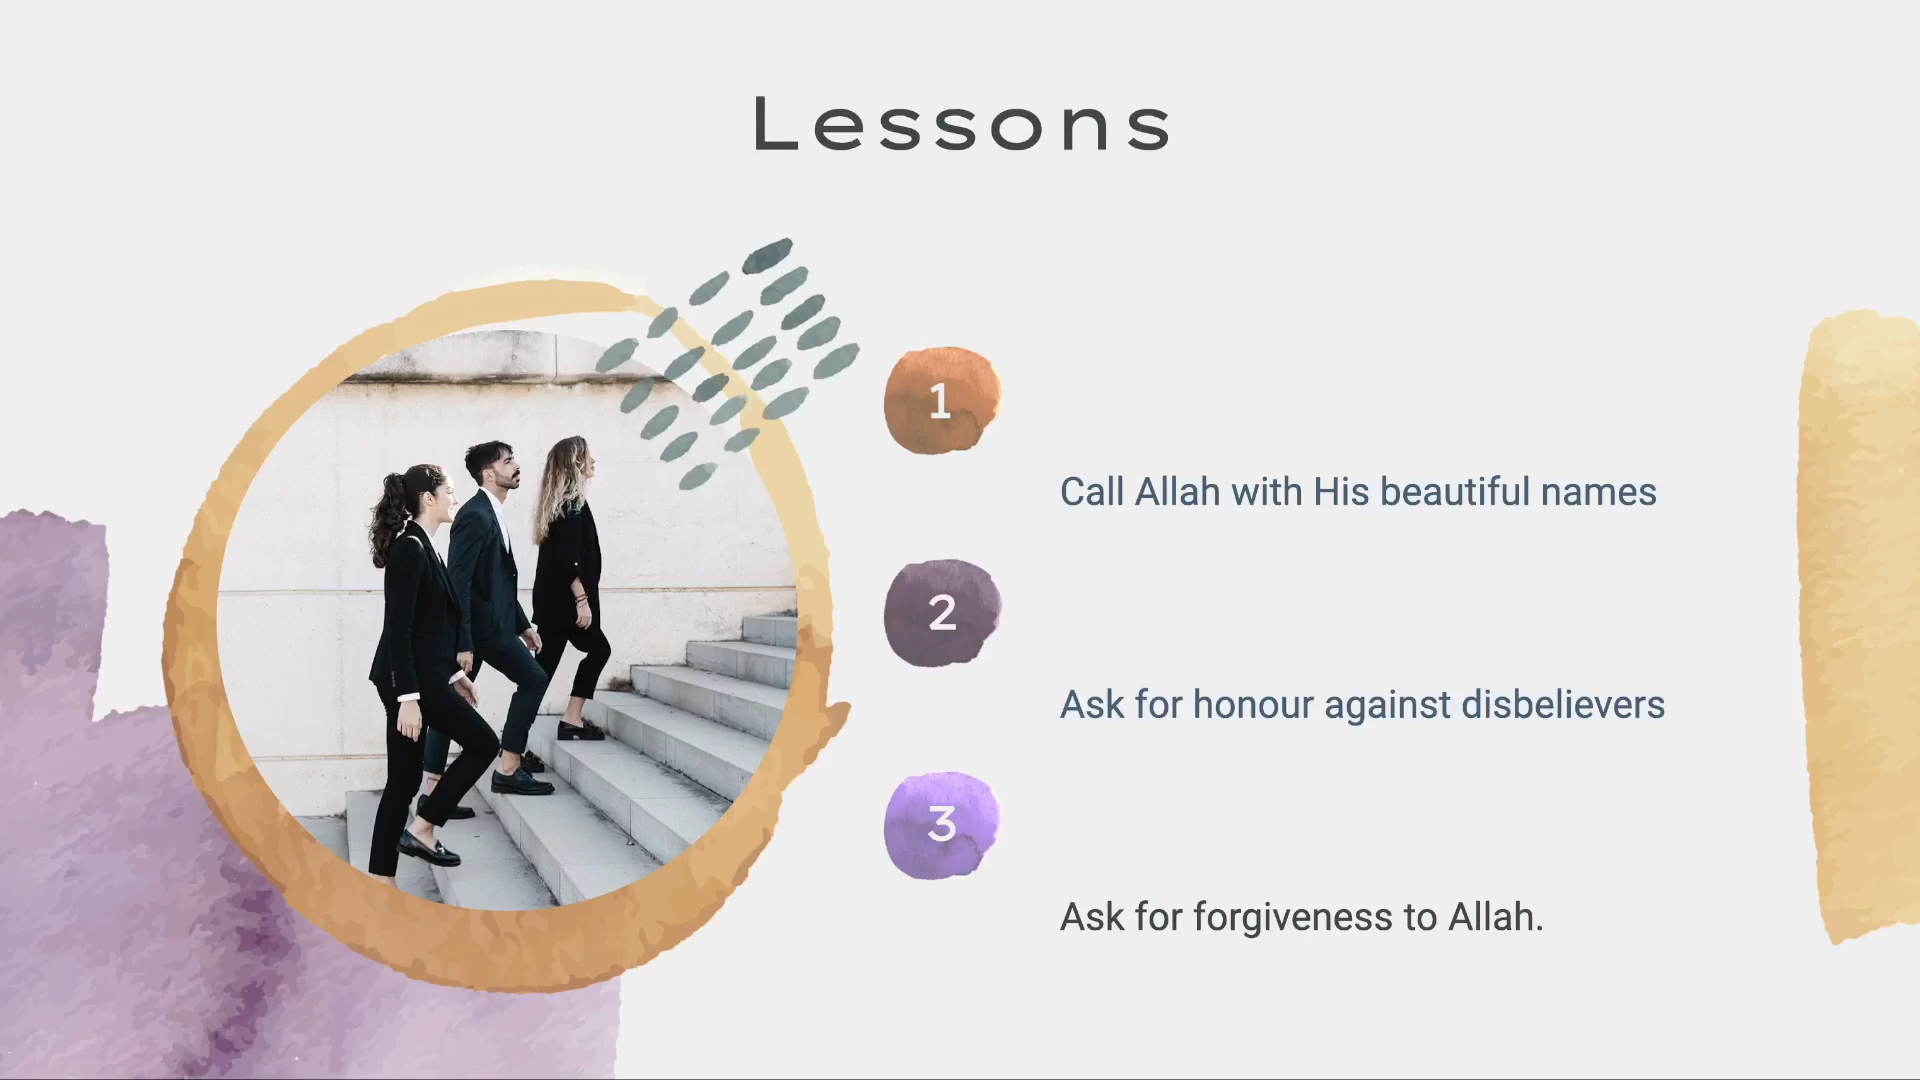 Lessons
1
Call Allah with His beautiful names
2
Ask for honour against disbelievers
3
Ask for forgiveness to Allah.